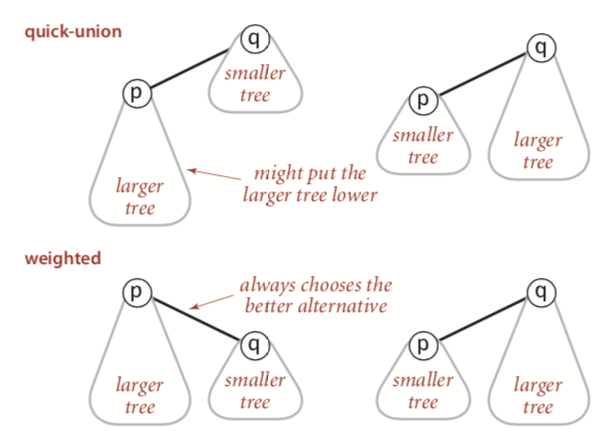 quick-union
q
smaller
tree
p
larger
tree
might put the
larger tree lower
q
p
smaller
tree
larger
tree
weighted
p
always chooses the
better alternative
q
larger
tree
smaller
tree
q
p
smaller
tree
larger
tree